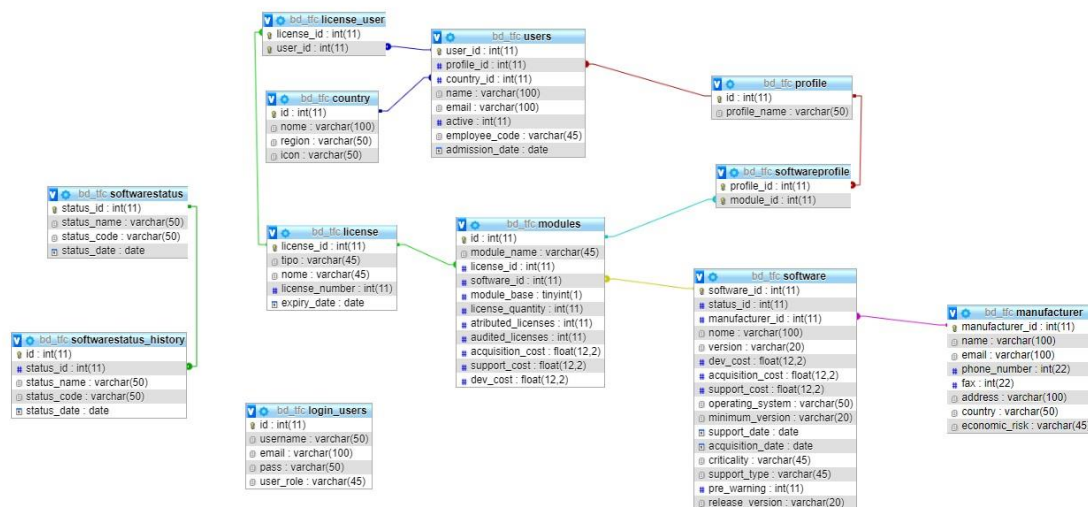 bd_tfc license_user
license_id : int(11)
user_id : int(11)
bd_tfc users
user_id : int(11)
profile_id : int(11)
country_id : int(11)
name : varchar(100)
email : varchar(100)
active : int(11)
employee_code : varchar(45)
admission_date : date
bd_tfc profile
id : int(11)
profile_name : varchar(50)
bd_tfc country
id : int(11)
nome : varchar(100)
region : varchar(50)
icon : varchar(50)
bd_tfc softwareprofile
profile_id : int(11)
module_id : int(11)
bd_tfc softwarestatus
status_id : int(11)
status_name : varchar(50)
status_code : varchar(50)
status_date : date
bd_tfc license
license_id : int(11)
tipo : varchar(45)
nome : varchar(45)
license_number : int(11)
expiry_date : date
bd_tfc modules
id : int(11)
module_name : varchar(45)
license_id : int(11)
software_id : int(11)
module_base : tinyint(1)
license_quantity : int(11)
atributed_licenses : int(11)
audited_licenses : int(11)
acquisition_cost : float(12,2)
support_cost : float(12,2)
dev_cost : float(12,2)
bd_tfc software
software_id : int(11)
status_id : int(11)
manufacturer_id : int(11)
nome : varchar(100)
version : varchar(20)
dev_cost : float(12,2)
acquisition_cost : float(12,2)
support_cost : float(12,2)
operating_system : varchar(50)
minimum_version : varchar(20)
support_date : date
acquisition_date : date
criticality : varchar(45)
support_type : varchar(45)
pre_warning : int(11)
release_version : varchar(20)
bd_tfc manufacturer
manufacturer_id : int(11)
name : varchar(100)
email : varchar(100)
phone_number : int(22)
fax : int(22)
address : varchar(100)
country : varchar(50)
economic_risk : varchar(45)
bd_tfc softwarestatus_history
id : int(11)
status_id : int(11)
status_name : varchar(50)
status_code : varchar(50)
status_date : date
bd_tfc login_users
id : int(11)
username : varchar(50)
email : varchar(100)
pass : varchar(50)
user_role : varchar(45)